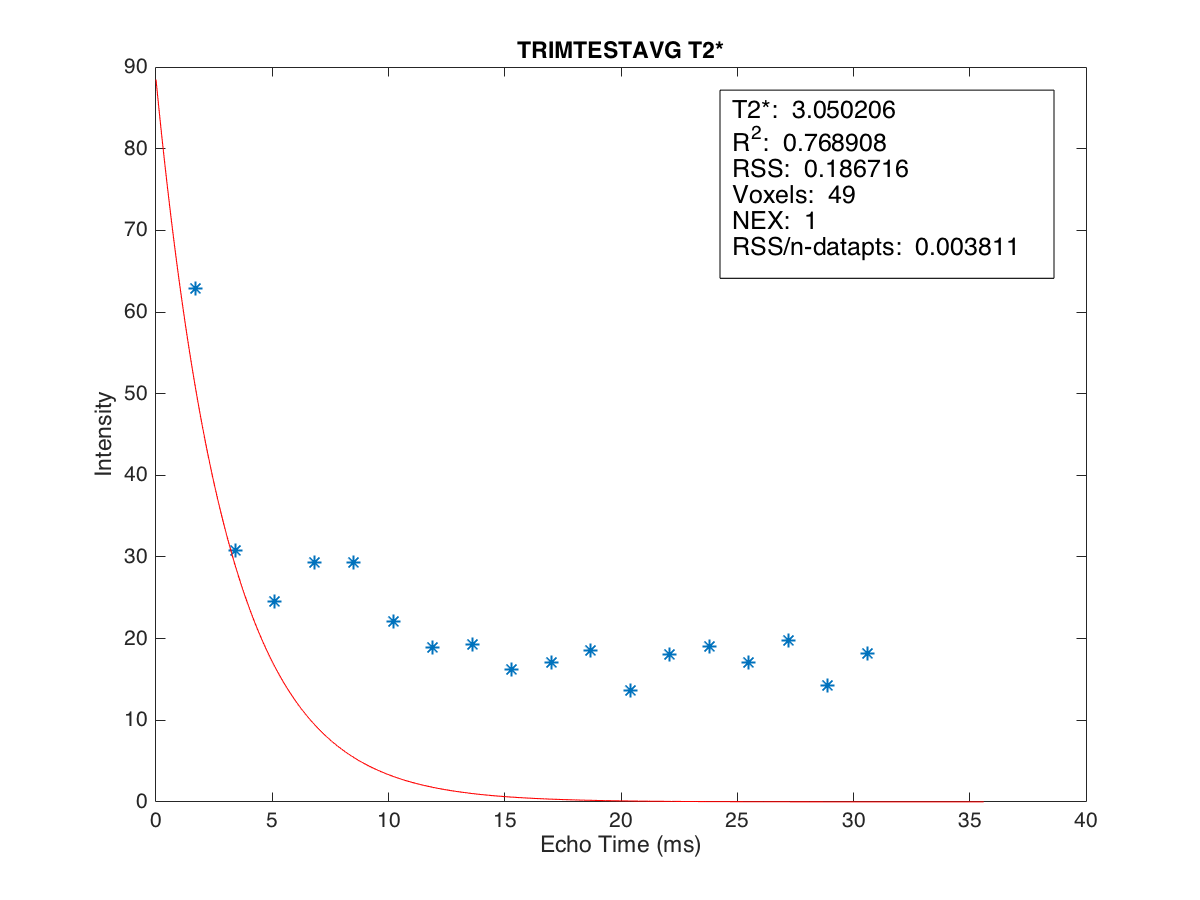 TRIMTESTAVG T2*
90
80
70
60
50
40
30
20
10
0
Intensity
T2*: 3.050206
R²: 0.768908
RSS: 0.186716
Voxels: 49
NEX: 1
RSS/n-datapts: 0.003811
0 5 10 15 20 25 30 35 40
Echo Time (ms)